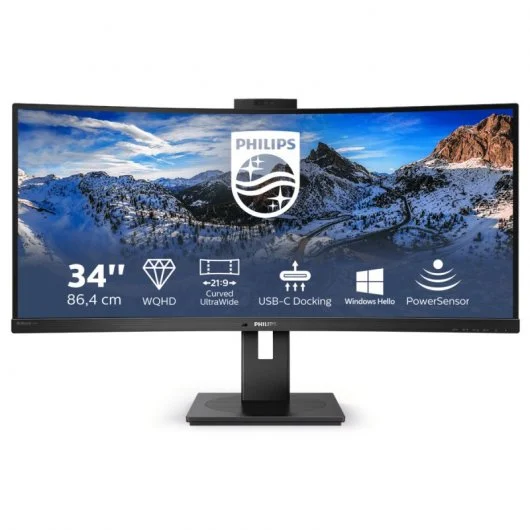 PHILIPS
34''
86,4 cm
WQHD
21:9
Curved
UltraWide
USB-C Docking
Windows Hello
PowerSensor
PHILIPS